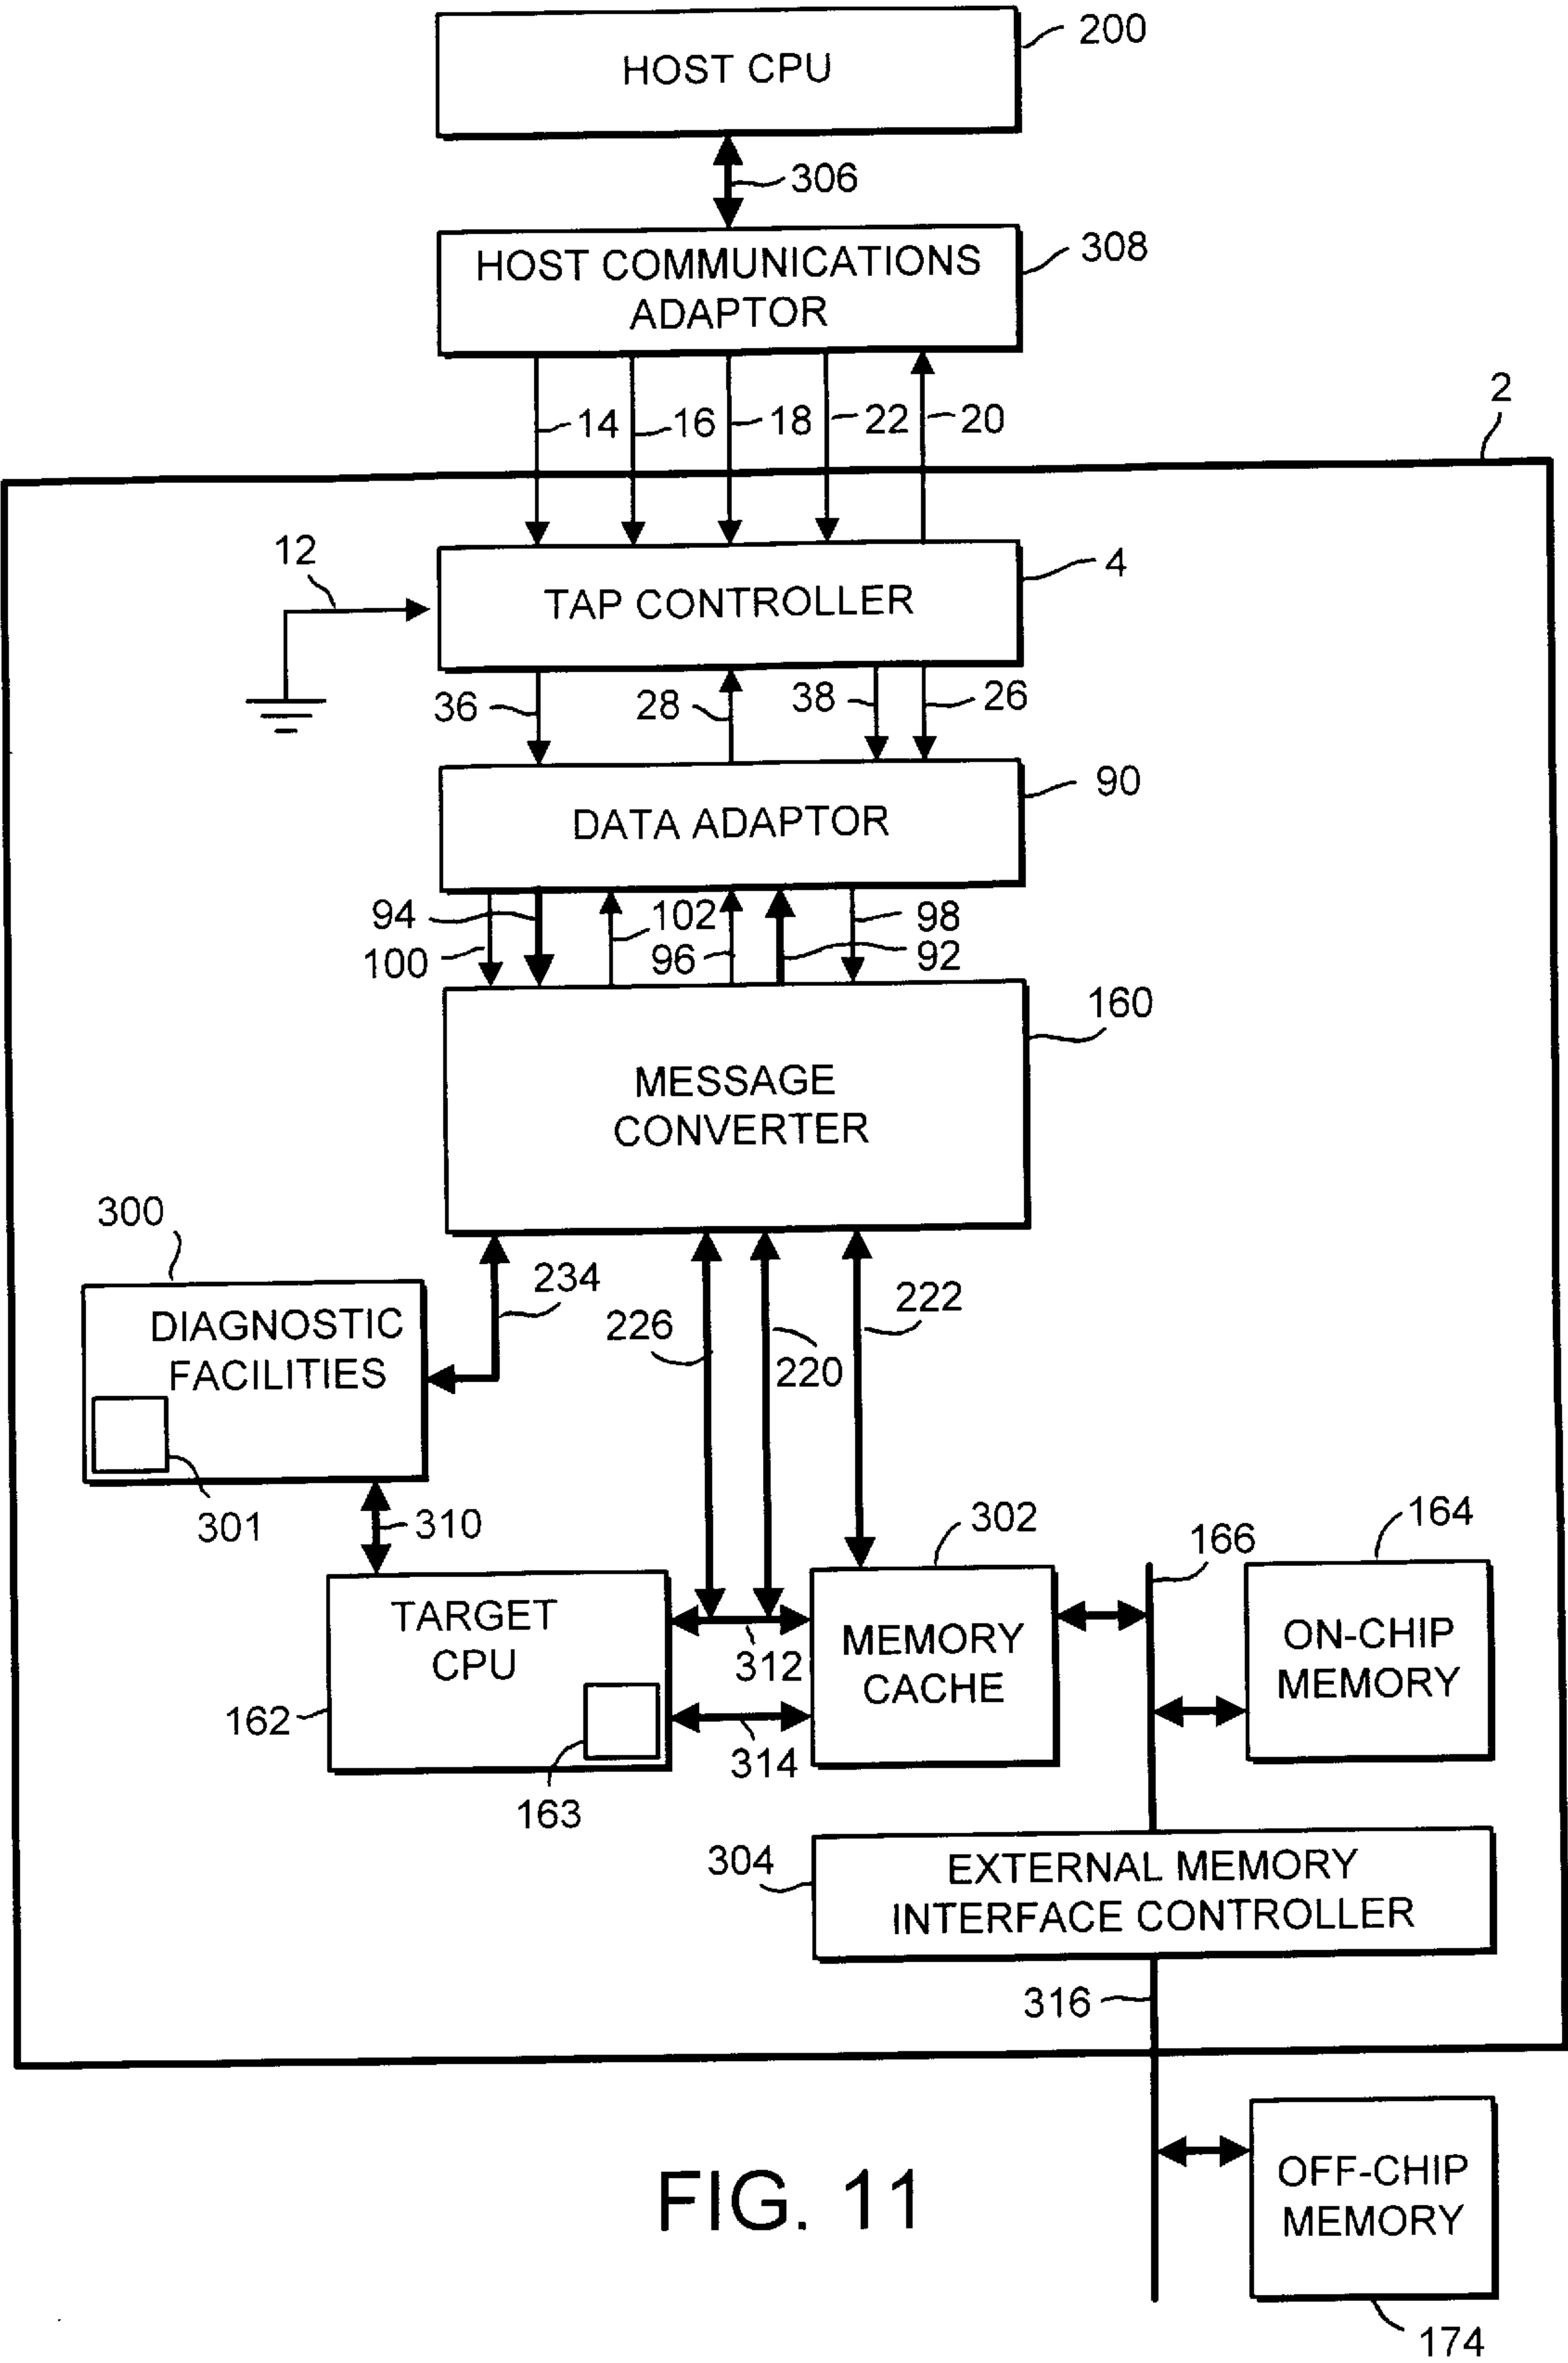 200
HOST CPU
306
308
HOST COMMUNICATIONS
ADAPTOR
2
14
16
18
22
20
12
4
TAP CONTROLLER
36
28
38
26
90
DATA ADAPTOR
94
102
98
100
96
92
160
MESSAGE
CONVERTER
300
234
222
226
220
DIAGNOSTIC
FACILITIES
301
310
302
166
164
TARGET
CPU
312
MEMORY
CACHE
ON-CHIP
MEMORY
162
314
163
304
EXTERNAL MEMORY
INTERFACE CONTROLLER
316
OFF-CHIP
MEMORY
FIG. 11
174